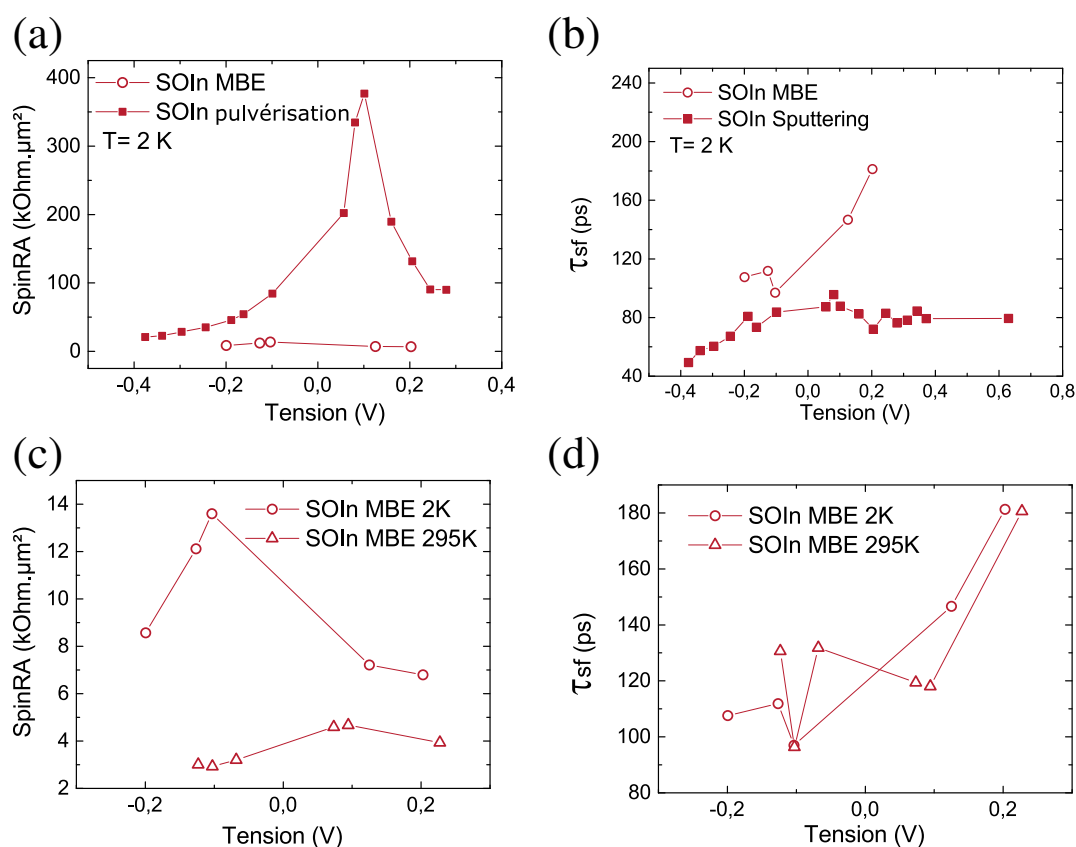 (a)
SOIn MBE
SOIn pulvérisation
T= 2 K
SpinRA (kOhm.µm²)
400
300
200
100
0
-0,4
-0,2
0,0
0,2
0,4
Tension (V)
(b)
SOIn MBE
SOIn Sputtering
T= 2 K
τsf (ps)
240
200
160
120
80
40
-0,4
-0,2
0,0
0,2
0,4
0,6
0,8
Tension (V)
(c)
SOIn MBE 2K
SOIn MBE 295K
SpinRA (kOhm.µm²)
14
12
10
8
6
4
2
-0,2
0,0
0,2
Tension (V)
(d)
SOIn MBE 2K
SOIn MBE 295K
τsf (ps)
180
160
140
120
100
80
-0,2
0,0
0,2
Tension (V)